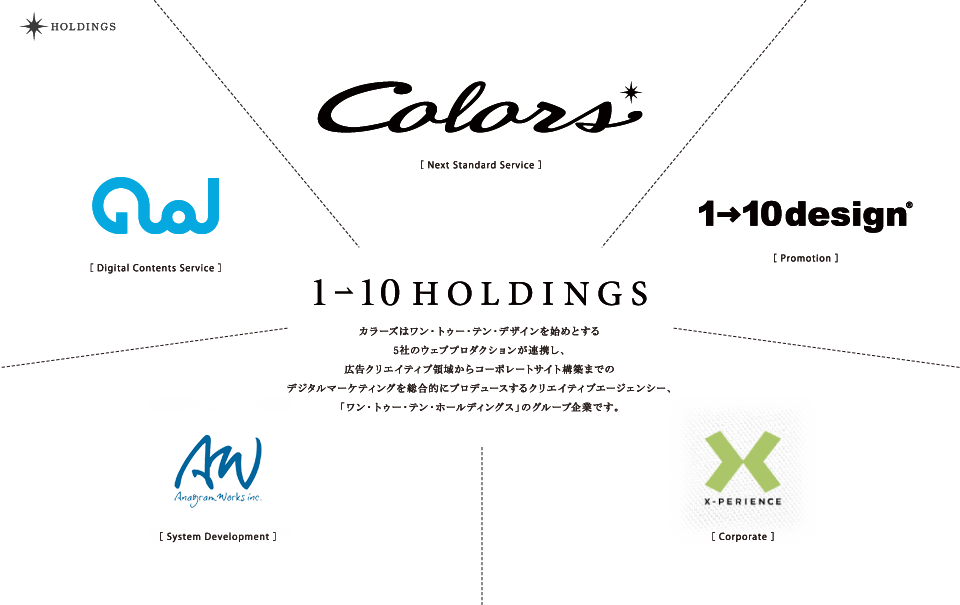 HOLDINGS
Colors
[ Next Standard Service ]
[ Digital Contents Service ]
1→10design®
[ Promotion ]
1→10 HOLDINGS
カラーズはワン・トゥー・テン・デザインを始めとする
5社のウェブプロダクションが連携し、
広告クリエイティブ領域からコーポレートサイト構築までの
デジタルマーケティングを総合的にプロデュースするクリエイティブエージェンシー、
「ワン・トゥー・テン・ホールディングス」のグループ企業です。
AW
Anagram Works inc.
[ System Development ]
X-PERIENCE
[ Corporate ]